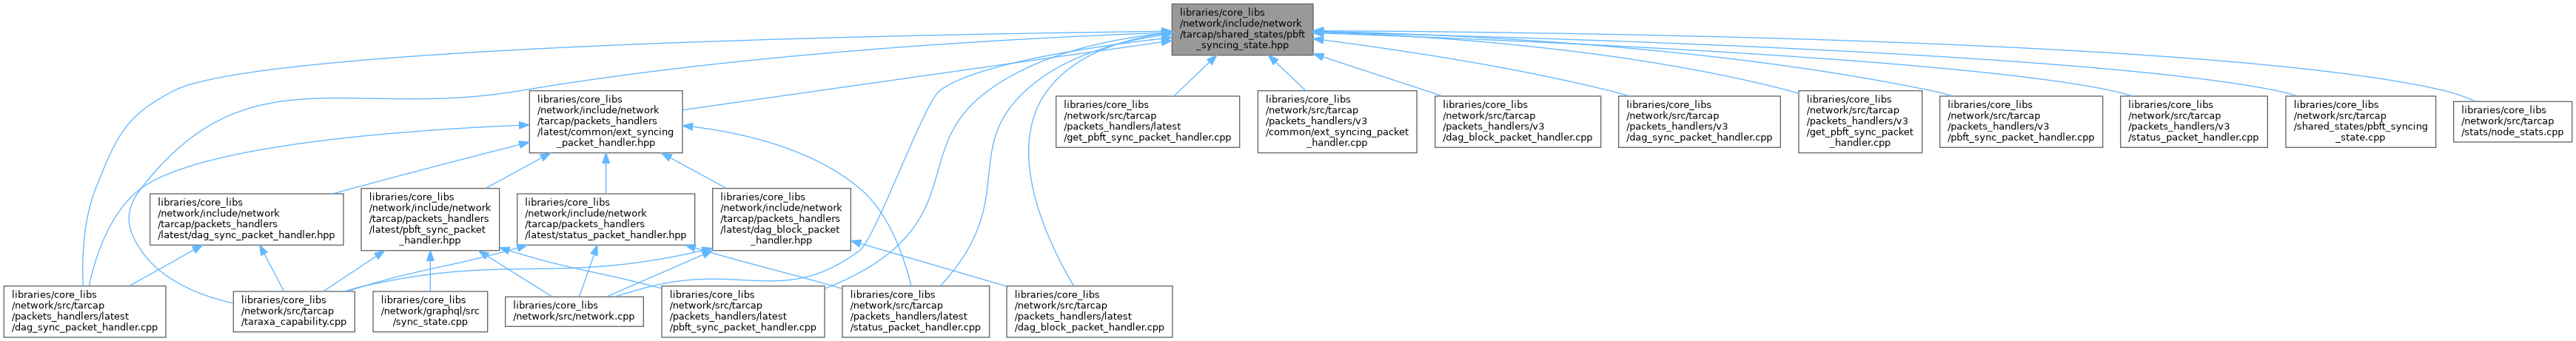 libraries/core_libs
/network/include/network
/tarcap/shared_states/pbft
_syncing_state.hpp
libraries/core_libs
/network/include/network
/tarcap/packets_handlers
/latest/common/ext_syncing
_packet_handler.hpp
libraries/core_libs
/network/src/tarcap
/packets_handlers/latest
/get_pbft_sync_packet_handler.cpp
libraries/core_libs
/network/src/tarcap
/packets_handlers/v3
/common/ext_syncing_packet
_handler.cpp
libraries/core_libs
/network/src/tarcap
/packets_handlers/v3
/dag_block_packet_handler.cpp
libraries/core_libs
/network/src/tarcap
/packets_handlers/v3
/dag_sync_packet_handler.cpp
libraries/core_libs
/network/src/tarcap
/packets_handlers/v3
/get_pbft_sync_packet
_handler.cpp
libraries/core_libs
/network/src/tarcap
/packets_handlers/v3
/pbft_sync_packet_handler.cpp
libraries/core_libs
/network/src/tarcap
/packets_handlers/v3
/status_packet_handler.cpp
libraries/core_libs
/network/src/tarcap
/shared_states/pbft_syncing
_state.cpp
libraries/core_libs
/network/src/tarcap
/stats/node_stats.cpp
libraries/core_libs
/network/include/network
/tarcap/packets_handlers
/latest/dag_sync_packet_handler.hpp
libraries/core_libs
/network/include/network
/tarcap/packets_handlers
/latest/pbft_sync_packet
_handler.hpp
libraries/core_libs
/network/include/network
/tarcap/packets_handlers
/latest/status_packet_handler.hpp
libraries/core_libs
/network/include/network
/tarcap/packets_handlers
/latest/dag_block_packet
_handler.hpp
libraries/core_libs
/network/src/tarcap
/packets_handlers/latest
/dag_sync_packet_handler.cpp
libraries/core_libs
/network/src/tarcap
/taraxa_capability.cpp
libraries/core_libs
/network/graphql/src
/sync_state.cpp
libraries/core_libs
/network/src/network.cpp
libraries/core_libs
/network/src/tarcap
/packets_handlers/latest
/pbft_sync_packet_handler.cpp
libraries/core_libs
/network/src/tarcap
/packets_handlers/latest
/status_packet_handler.cpp
libraries/core_libs
/network/src/tarcap
/packets_handlers/latest
/dag_block_packet_handler.cpp